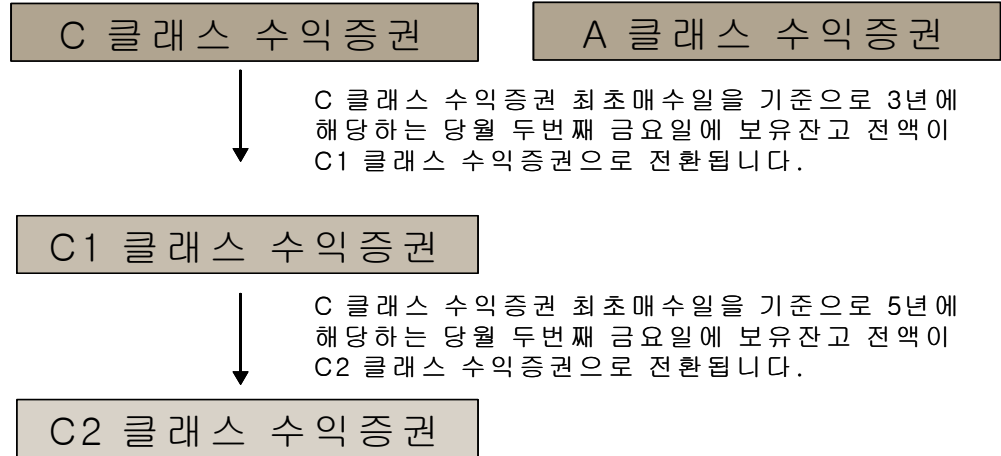 C 클래스 수익증권
A 클래스 수익증권
C 클래스 수익증권 최초매수일을 기준으로 3년에
해당하는 당월 두번째 금요일에 보유잔고 전액이
C1 클래스 수익증권으로 전환됩니다.
C1 클래스 수익증권
C 클래스 수익증권 최초매수일을 기준으로 5년에
해당하는 당월 두번째 금요일에 보유잔고 전액이
C2 클래스 수익증권으로 전환됩니다.
C2 클래스 수익증권